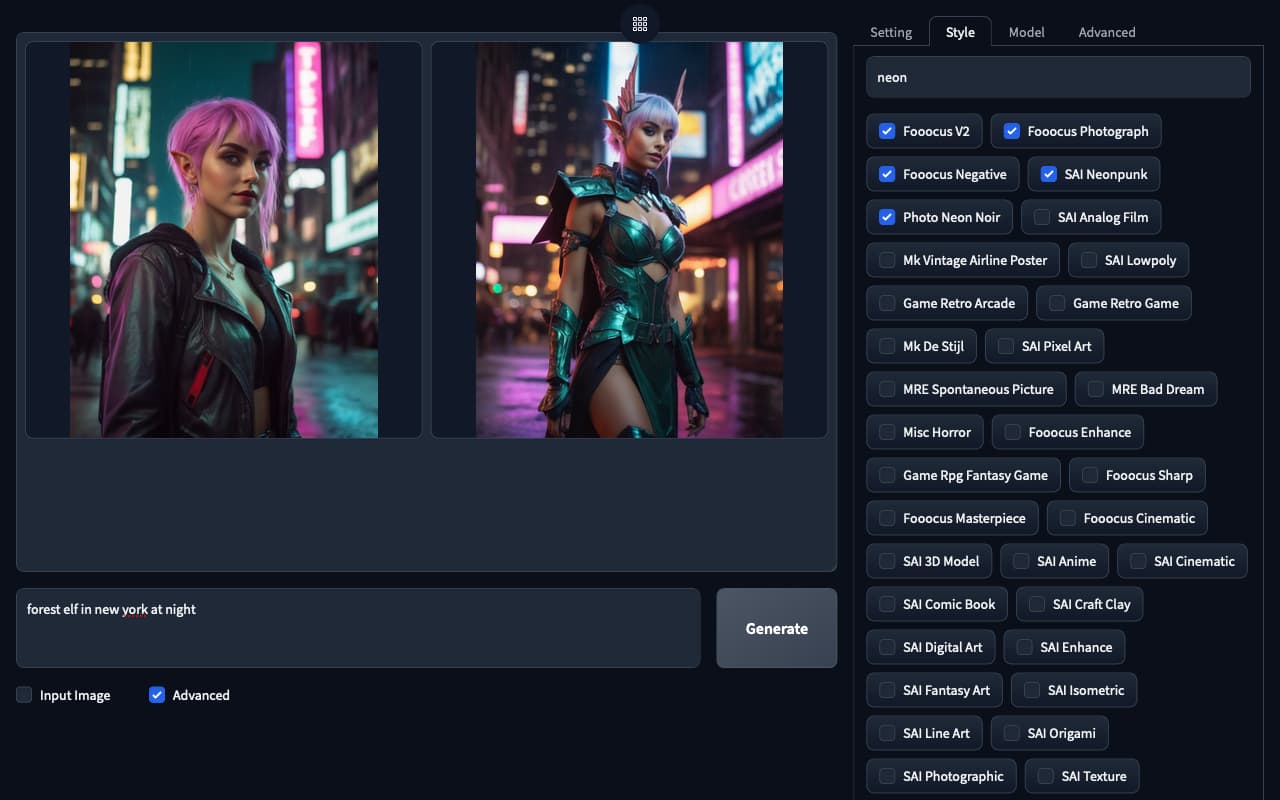 Setting Style Model Advanced
neon
Fooocus V2 Fooocus Photograph
Fooocus Negative SAI Neonpunk
Photo Neon Noir SAI Analog Film
Mk Vintage Airline Poster SAI Lowpoly
Game Retro Arcade Game Retro Game
Mk De Stijl SAI Pixel Art
MRE Spontaneous Picture MRE Bad Dream
Misc Horror Fooocus Enhance
Game Rpg Fantasy Game Fooocus Sharp
Fooocus Masterpiece Fooocus Cinematic
SAI 3D Model SAI Anime SAI Cinematic
SAI Comic Book SAI Craft Clay
SAI Digital Art SAI Enhance
SAI Fantasy Art SAI Isometric
SAI Line Art SAI Origami
SAI Photographic SAI Texture
forest elf in new york at night
Generate
Input Image Advanced